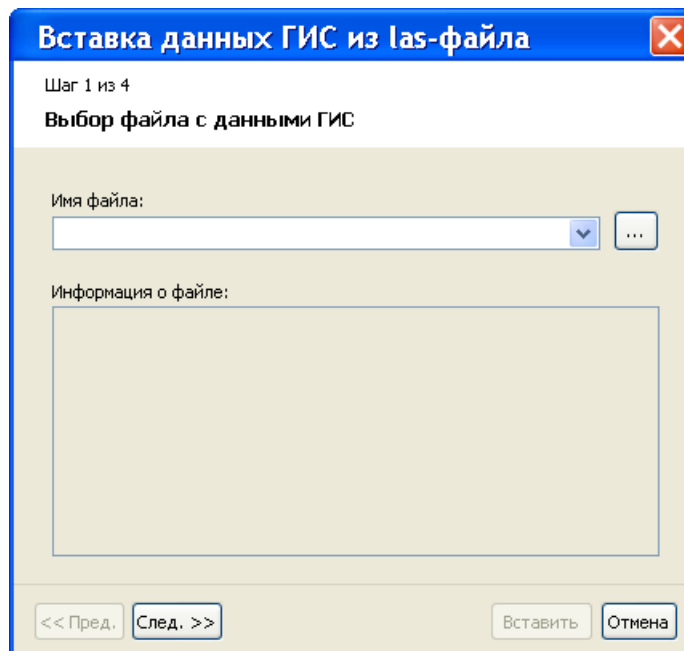 Вставка данных ГИС из las-файла
Шаг 1 из 4
Выбор файла с данными ГИС
Имя файла:
...
Информация о файле:
<< Пред. След. >> Вставить Отмена